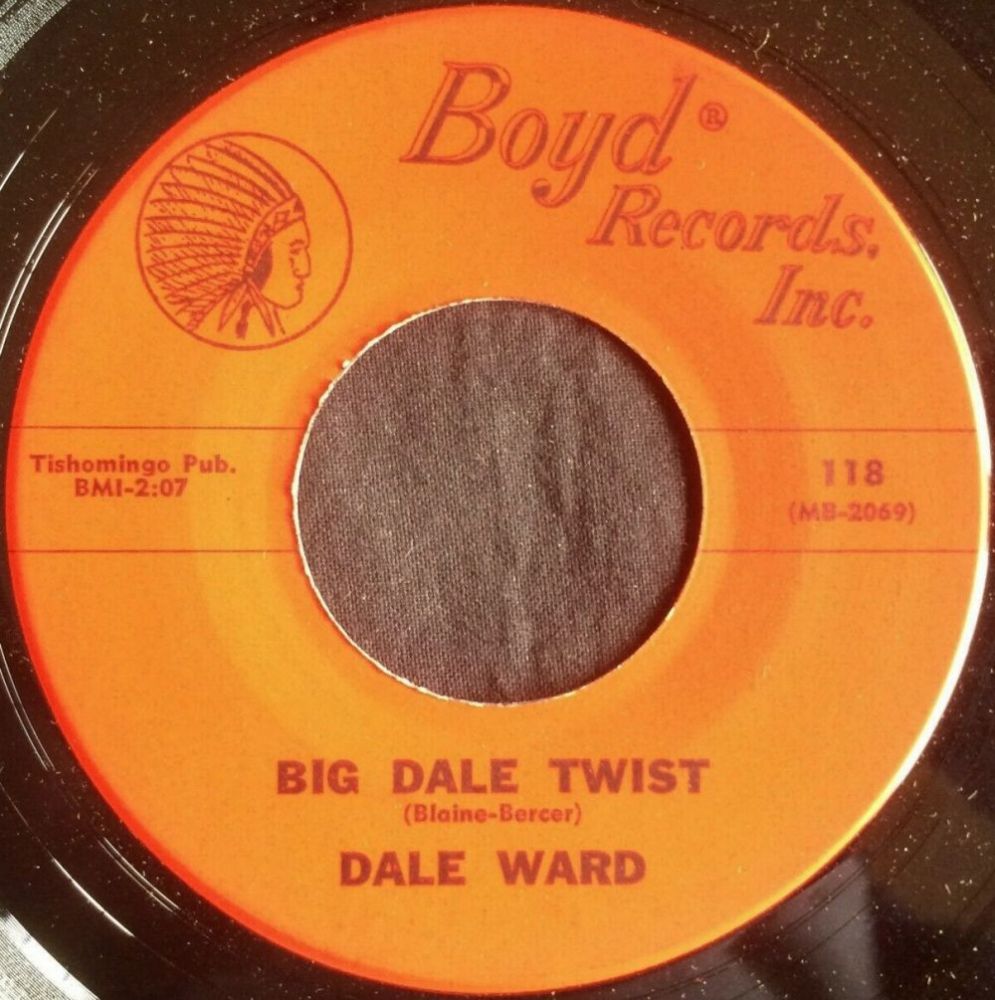 Boyd®
Records.
Inc.
Tishomingo Pub.
BMI-2:07
118
(MB-2069)
BIG DALE TWIST
(Blaine-Bercer)
DALE WARD